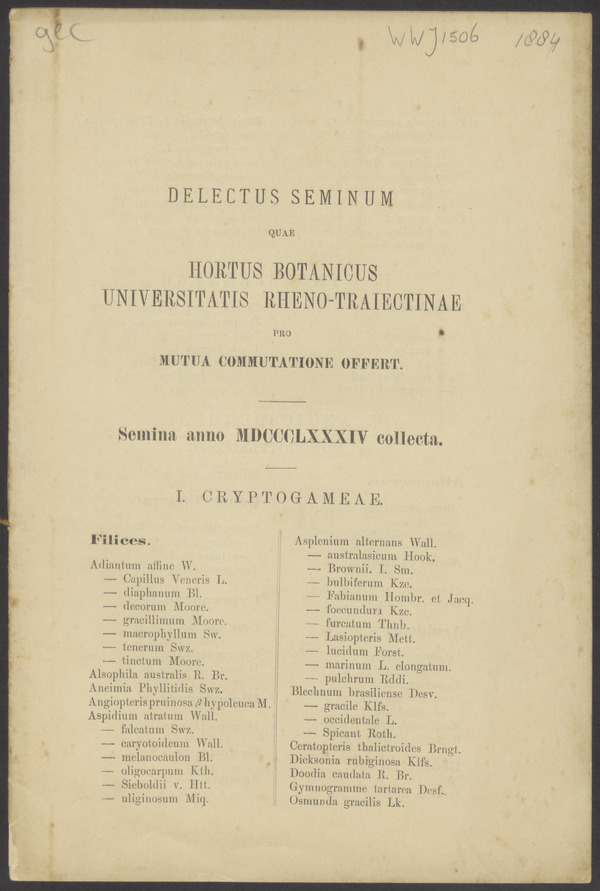 gec
WWJ1506
1884
DELECTUS SEMINUM
QUAE
HORTUS BOTANICUS
UNIVERSITATIS RHENO-TRAIECTINAE
PRO
MUTUA COMMUTATIONE OFFERT.
Semina anno MDCCCLXXXIV collecta.
I. CRYPTOGAMEAE.
Filices.
Adiantum affine W.
— Capillus Veneris L.
— diaphanum Bl.
— decorum Moore.
— gracillimum Moore.
— macrophyllum Sw.
— tenerum Swz.
— tinctum Moore.
Alsophila australis R. Br.
Aneimia Phyllitidis Swz.
Angiopteris pruinosa β hypoleuca M.
Aspidium atratum Wall.
— falcatum Swz.
— caryotoideum Wall.
— melanocaulon Bl.
— oligocarpum Kth.
— Sieboldii v. Htt.
— uliginosum Miq.
Asplenium alternans Wall.
— australasicum Hook.
— Brownii. I. Sm.
— bulbiferum Kze.
— Fabianum Hombr. et Jacq.
— foecundum Kze.
— furcatum Thnb.
— Lasiopteris Mett.
— lucidum Forst.
— marinum L. elongatum.
— pulchrum Rddi.
Blechnum brasiliense Desv.
— gracile Klfs.
— occidentale L.
— Spicant Roth.
Ceratopteris thalictroides Brngt.
Dicksonia rubiginosa Klfs.
Doodia caudata R. Br.
Gymnogramme tartarea Desf.
Osmunda gracilis Lk.